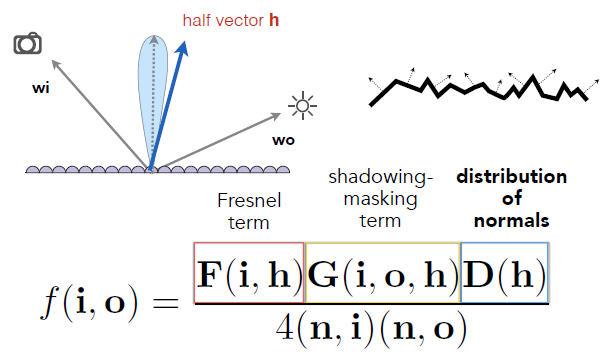 half vector h
wi
wo
Fresnel term
shadowing-masking term
distribution of normals
f(i, o) = F(i, h)G(i, o, h)D(h) / 4(n, i)(n, o)